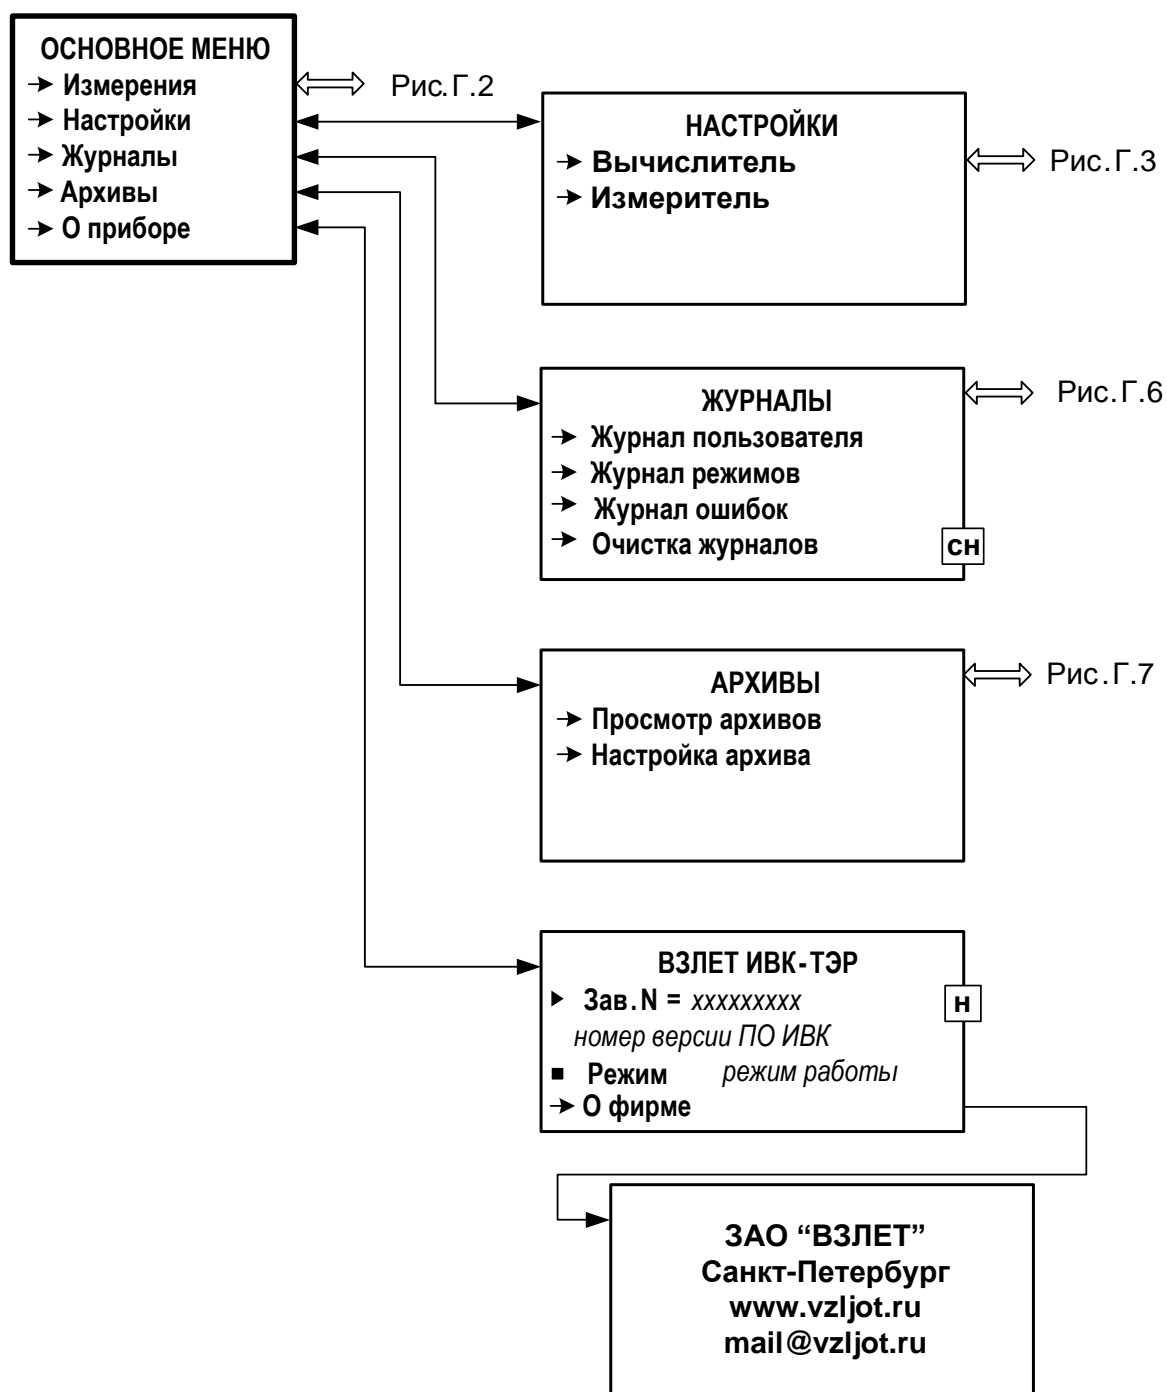 ОСНОВНОЕ МЕНЮ
Измерения
Настройки
Журналы
Архивы
О приборе
Рис.Г.2
НАСТРОЙКИ
Вычислитель
Измеритель
Рис.Г.3
ЖУРНАЛЫ
Журнал пользователя
Журнал режимов
Журнал ошибок
Очистка журналов
СН
Рис.Г.6
АРХИВЫ
Просмотр архивов
Настройка архива
Рис.Г.7
ВЗЛЕТ ИВК-ТЭР
Зав.N = xxxxxxxxx
номер версии ПО ИВК
Режим режим работы
О фирме
Н
ЗАО “ВЗЛЕТ”
Санкт-Петербург
www.vzljot.ru
mail@vzljot.ru